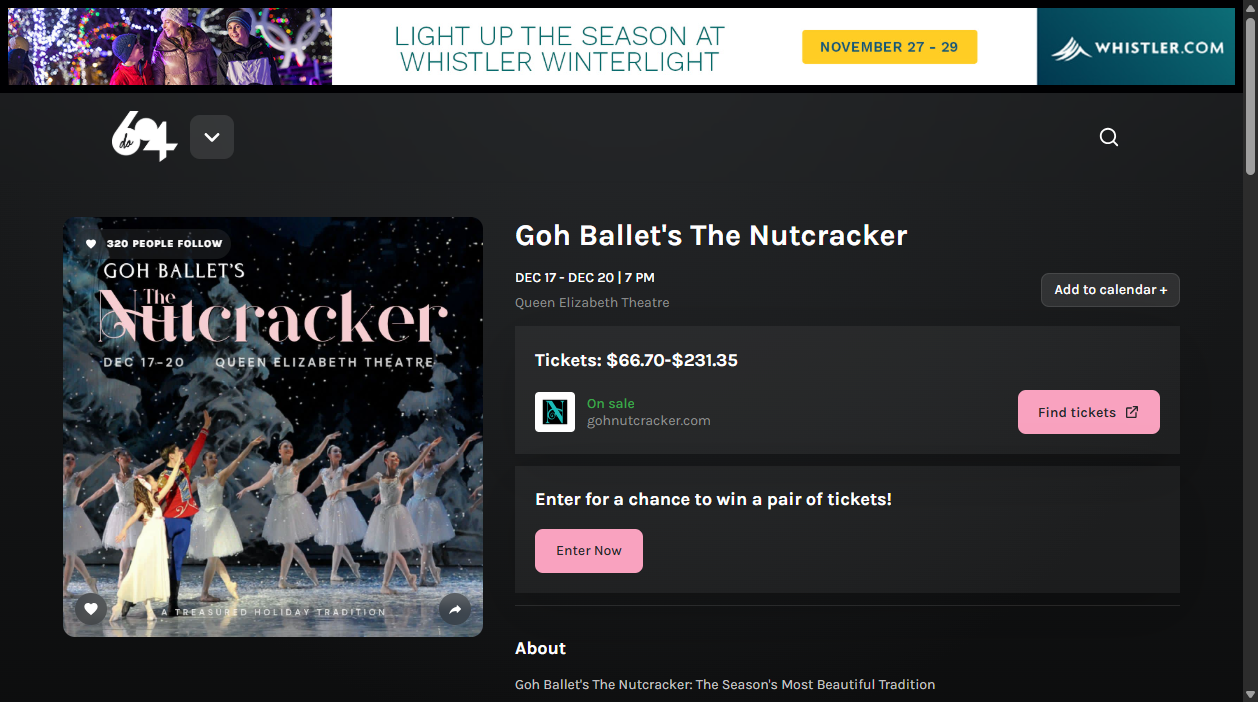 LIGHT UP THE SEASON AT
WHISTLER WINTERLIGHT
NOVEMBER 27 - 29
WHISTLER.COM
do604
320 PEOPLE FOLLOW
GOH BALLET'S
The
Nutcracker
DEC 17-20 QUEEN ELIZABETH THEATRE
A TREASURED HOLIDAY TRADITION
Goh Ballet's The Nutcracker
DEC 17 - DEC 20 | 7 PM
Queen Elizabeth Theatre
Add to calendar +
Tickets: $66.70-$231.35
N
On sale
gohnutcracker.com
Find tickets
Enter for a chance to win a pair of tickets!
Enter Now
About
Goh Ballet's The Nutcracker: The Season's Most Beautiful Tradition